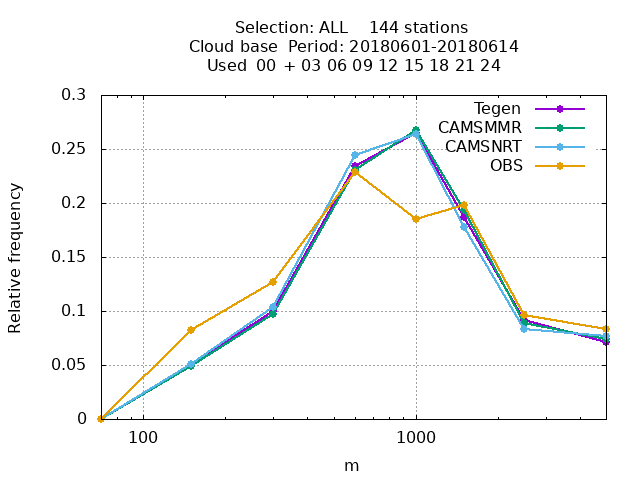 Selection: ALL    144 stations
Cloud base  Period: 20180601-20180614
Used  00 + 03 06 09 12 15 18 21 24
Relative frequency
0.3
0.25
0.2
0.15
0.1
0.05
0
Tegen
CAMSMMR
CAMSNRT
OBS
100
1000
m